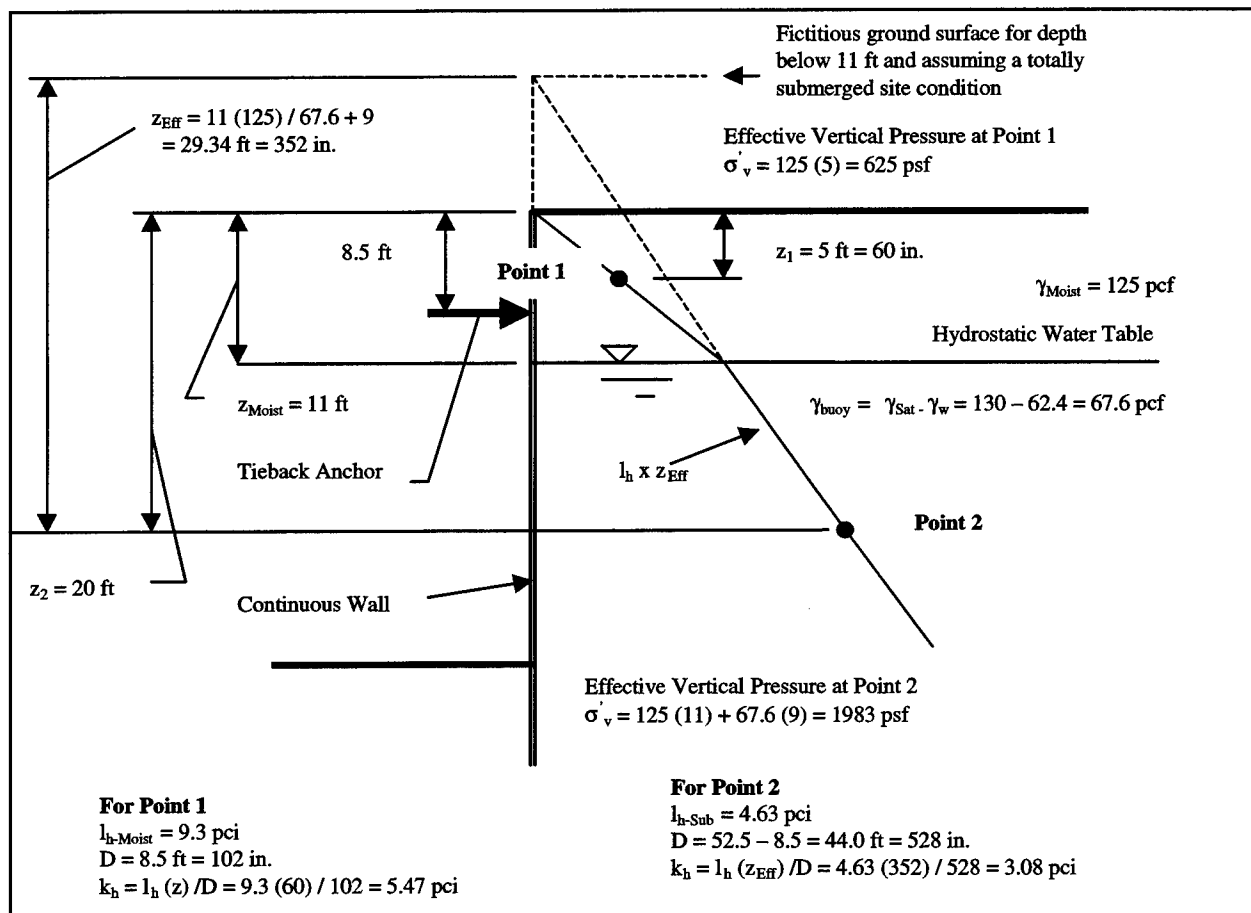 Fictitious ground surface for depth
below 11 ft and assuming a totally
submerged site condition
z_Eff = 11 (125) / 67.6 + 9
= 29.34 ft = 352 in.
Effective Vertical Pressure at Point 1
σ'_v = 125 (5) = 625 psf
8.5 ft
Point 1
z_1 = 5 ft = 60 in.
γ_Moist = 125 pcf
Hydrostatic Water Table
z_Moist = 11 ft
γ_buoy = γ_Sat - γ_w = 130 – 62.4 = 67.6 pcf
Tieback Anchor
l_h x z_Eff
Point 2
z_2 = 20 ft
Continuous Wall
Effective Vertical Pressure at Point 2
σ'_v = 125 (11) + 67.6 (9) = 1983 psf
For Point 1
l_h-Moist = 9.3 pci
D = 8.5 ft = 102 in.
k_h = l_h (z) /D = 9.3 (60) / 102 = 5.47 pci
For Point 2
l_h-Sub = 4.63 pci
D = 52.5 – 8.5 = 44.0 ft = 528 in.
k_h = l_h (z_Eff) /D = 4.63 (352) / 528 = 3.08 pci